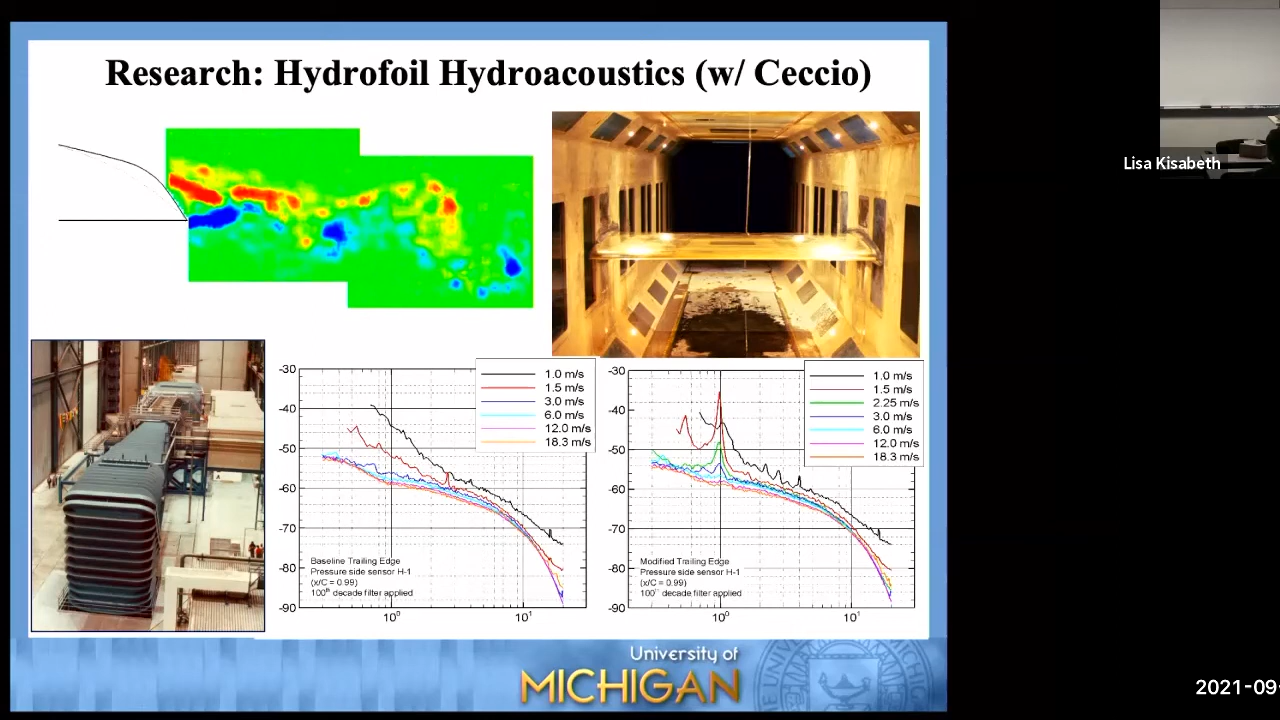 Research: Hydrofoil Hydroacoustics (w/ Ceccio)
Lisa Kisabeth
-30
-40
-50
-60
-70
-80
-90
10⁰
10¹
1.0 m/s
1.5 m/s
3.0 m/s
6.0 m/s
12.0 m/s
18.3 m/s
Baseline Trailing Edge
Pressure side sensor H-1
(x/C = 0.99)
100th decade filter applied
-30
-40
-50
-60
-70
-80
-90
10⁰
10¹
1.0 m/s
1.5 m/s
2.25 m/s
3.0 m/s
6.0 m/s
12.0 m/s
18.3 m/s
Modified Trailing Edge
Pressure side sensor H-1
(x/C = 0.99)
100th decade filter applied
University of
MICHIGAN
2021-09-